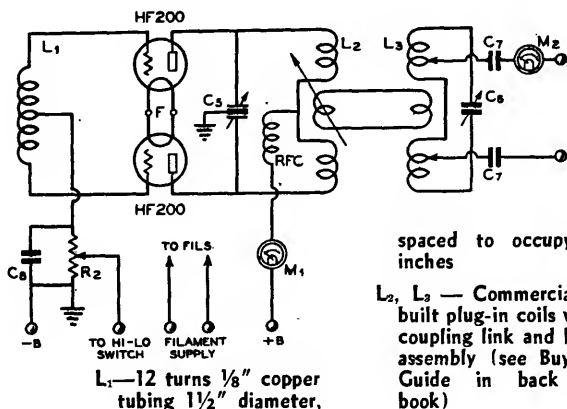 HF200
L1
L2
L3
C7
M2
C5
F
C6
RFC
HF200
C7
TO FILS.
M1
C8
R2
-B
TO HI-LO
SWITCH
FILAMENT
SUPPLY
+B
L1—12 turns 1/8" copper
tubing 1 1/2" diameter,
spaced to occupy
inches
L2, L3 — Commercia
built plug-in coils
coupling link and
assembly (see Buy
Guide in back
book)